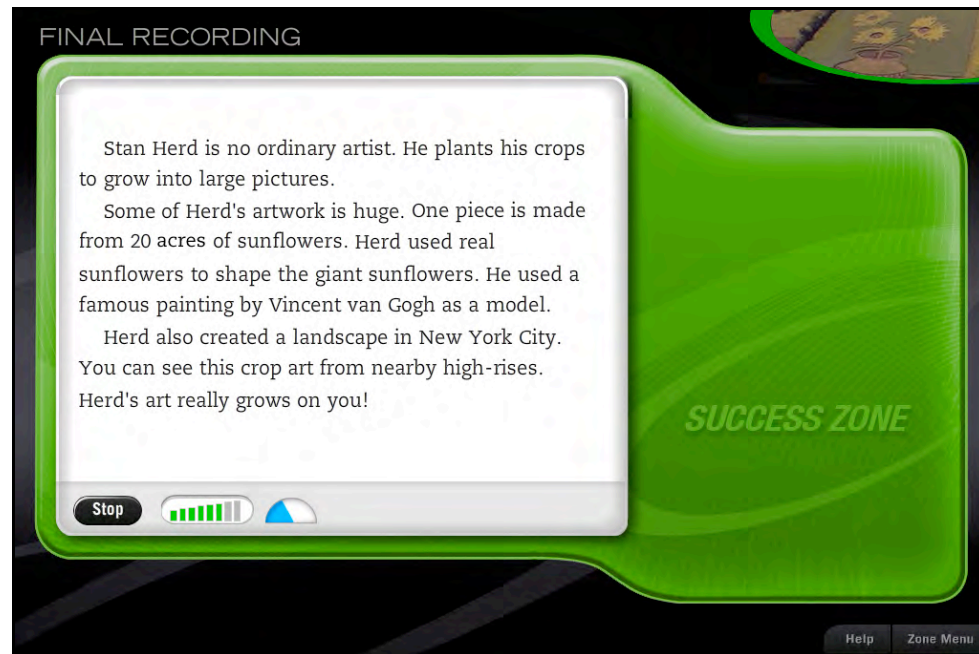 FINAL RECORDING
Stan Herd is no ordinary artist. He plants his crops
to grow into large pictures.
Some of Herd's artwork is huge. One piece is made
from 20 acres of sunflowers. Herd used real
sunflowers to shape the giant sunflowers. He used a
famous painting by Vincent van Gogh as a model.
Herd also created a landscape in New York City.
You can see this crop art from nearby high-rises.
Herd's art really grows on you!
SUCCESS ZONE
Stop
Help
Zone Menu